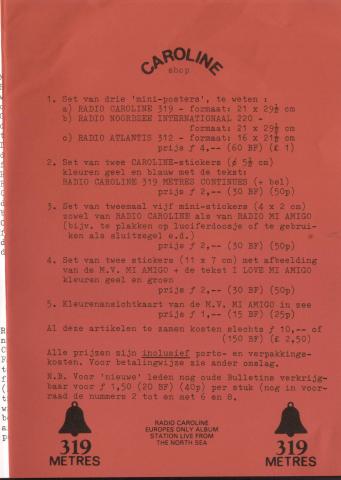 CAROLINE
shop
1. Set van drie 'mini-posters', te weten :
a) RADIO CAROLINE 319 - formaat: 21 x 29½ cm
b) RADIO NOORDZEE INTERNATIONAAL 220 -
formaat: 21 x 29½ cm
c) RADIO ATLANTIS 312 - formaat: 16 x 21½ cm
prijs ƒ 4,-- (60 BF) (£ 1)
2. Set van twee CAROLINE-stickers (ø 5½ cm)
kleuren geel en blauw met de tekst:
RADIO CAROLINE 319 METRES CONTINUES (+ bel)
prijs ƒ 2,-- (30 BF) (50p)
3. Set van tweemaal vijf mini-stickers (4 x 2 cm)
zowel van RADIO CAROLINE als van RADIO MI AMIGO
(bijv. te plakken op luciferdoosje of te gebrui-
ken als sluitzegel e.d.)
prijs ƒ 2,-- (30 BF) (50p)
4. Set van twee stickers (11 x 7 cm) met afbeelding
van de M.V. MI AMIGO + de tekst I LOVE MI AMIGO
kleuren geel en groen
prijs ƒ 2,-- (30 BF) (50p)
5. Kleurenansichtkaart van de M.V. MI AMIGO in zee
prijs ƒ 1,-- (15 BF) (25p)
Al deze artikelen te zamen kosten slechts ƒ 10,-- of
(150 BF) (£ 2,50)
Alle prijzen zijn inclusief porto- en verpakkings-
kosten. Voor betalingwijze zie ander omslag.
N.B. Voor 'nieuwe' leden nog oude Bulletins verkrijg-
baar voor ƒ 1,50 (20 BF) (40p) per stuk (nog in voor-
raad de nummers 2 tot en met 6 en 8.
319
METRES
RADIO CAROLINE
EUROPES ONLY ALBUM
STATION LIVE FROM
THE NORTH SEA
319
METRES